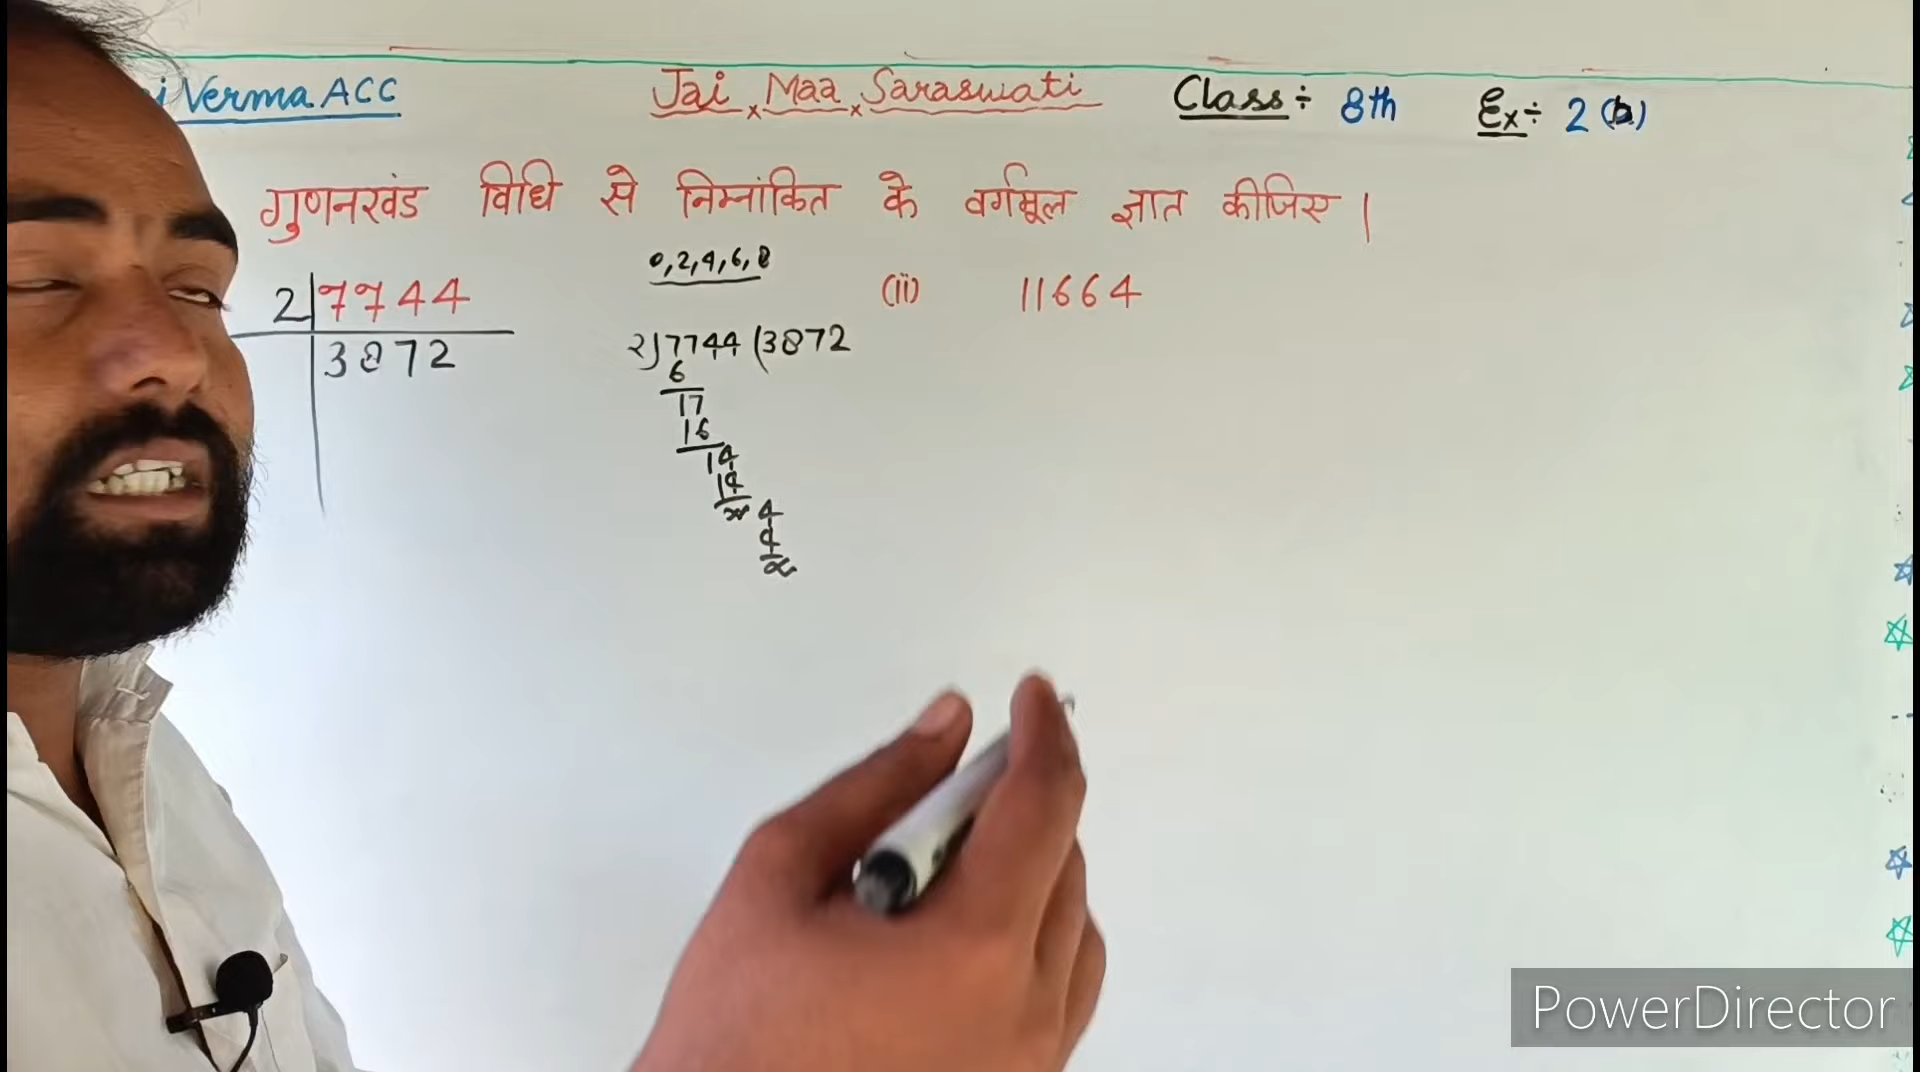 i Verma ACC
Jai x Maa x Saraswati
Class ÷ 8th
Ex ÷ 2 (b)
गुणनखंड विधि से निम्नांकित के वर्गमूल ज्ञात कीजिए |
0, 2, 4, 6, 8
2 | 7744
3872
(ii) 11664
2) 7744 (3872
6
17
16
14
14
x 4
4
x
PowerDirector